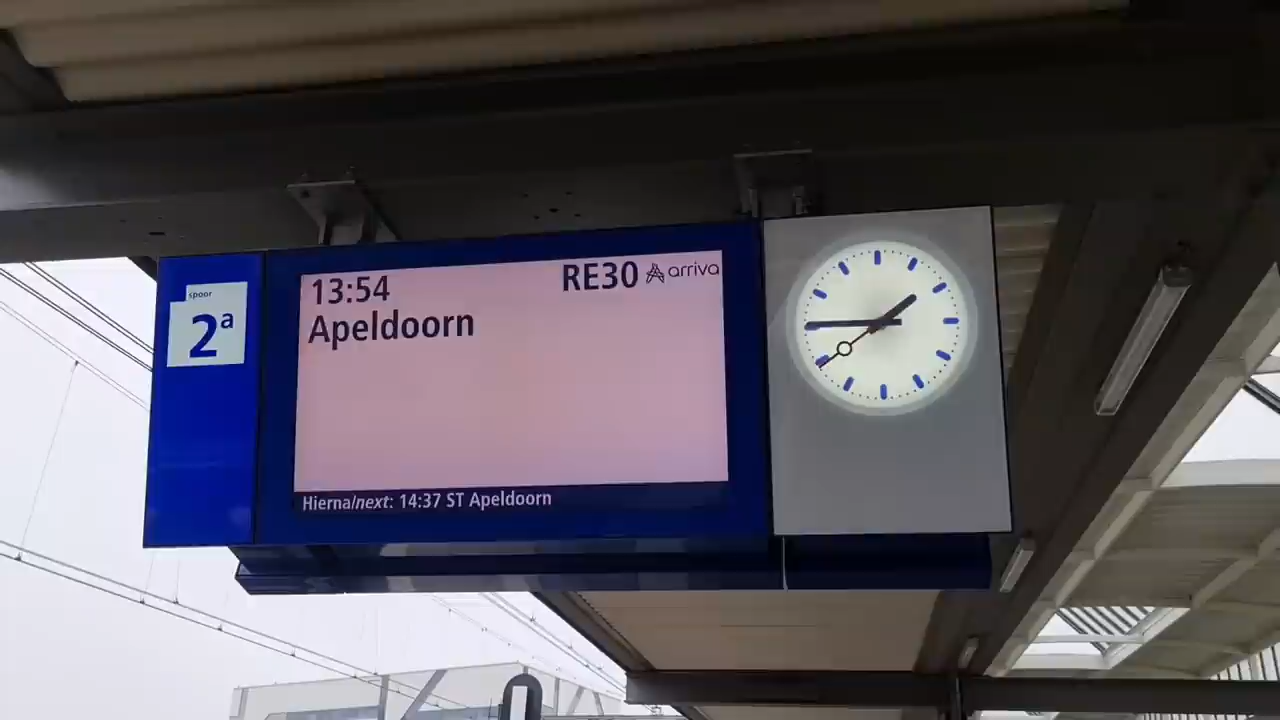 spoor
2a
13:54
RE30 arriva
Apeldoorn
Hierna/next: 14:37 ST Apeldoorn